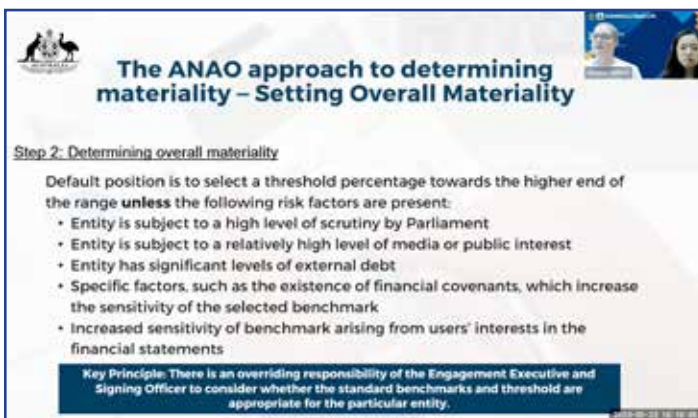 The ANAO approach to determining
materiality – Setting Overall Materiality
Step 2: Determining overall materiality
Default position is to select a threshold percentage towards the higher end of
the range unless the following risk factors are present:
• Entity is subject to a high level of scrutiny by Parliament
• Entity is subject to a relatively high level of media or public interest
• Entity has significant levels of external debt
• Specific factors, such as the existence of financial covenants, which increase
the sensitivity of the selected benchmark
• Increased sensitivity of benchmark arising from users' interests in the
financial statements
Key Principle: There is an overriding responsibility of the Engagement Executive and
Signing Officer to consider whether the standard benchmarks and threshold are
appropriate for the particular entity.